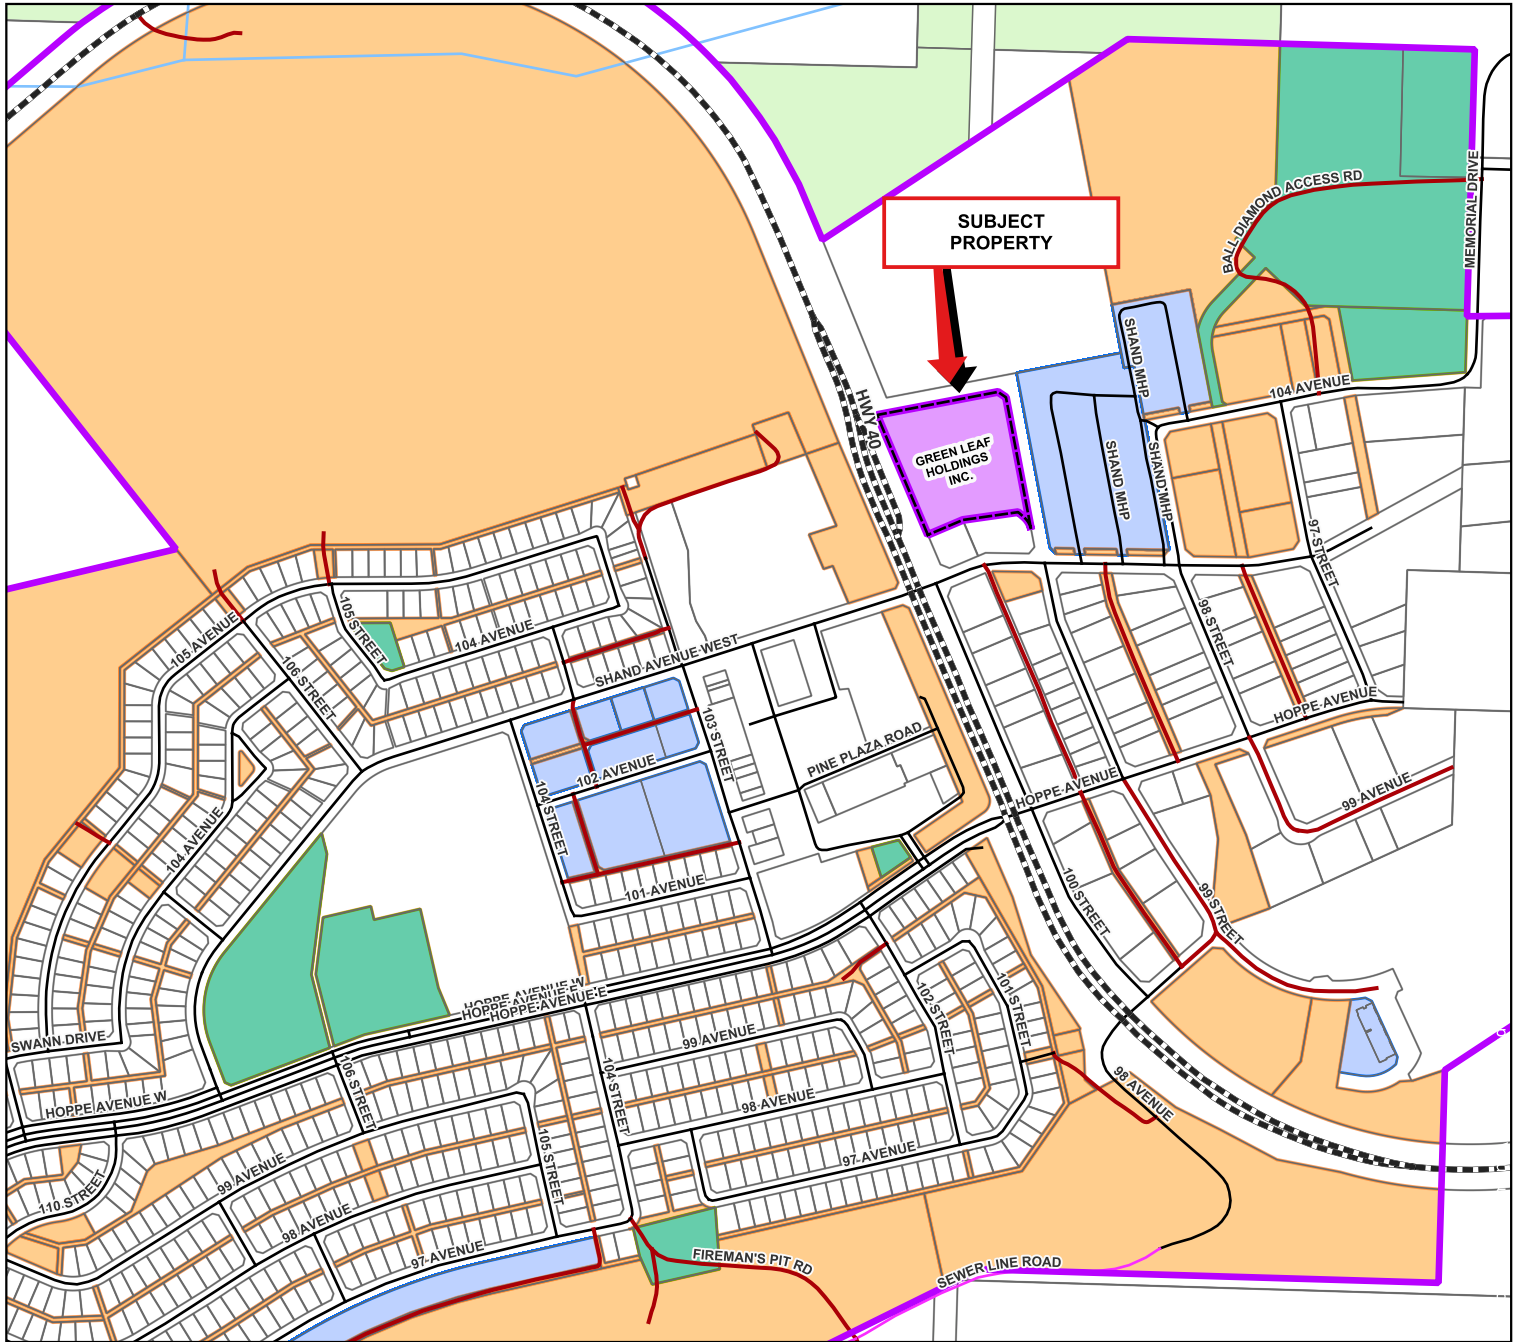 BALL DIAMOND ACCESS RD
MEMORIAL DRIVE
SUBJECT
PROPERTY
SHAND MHP
104 AVENUE
HWY 40
GREEN LEAF
HOLDINGS
INC.
SHAND MHP
SHAND MHP
97 STREET
105 STREET
105 AVENUE
104 AVENUE
106 STREET
SHAND AVENUE WEST
98 STREET
HOPPE AVENUE
103 STREET
PINE PLAZA ROAD
102 AVENUE
104 STREET
HOPPE AVENUE
99 AVENUE
104 AVENUE
101 AVENUE
100 STREET
99 STREET
HOPPE AVENUE W
HOPPE AVENUE E
SWANN DRIVE
99 AVENUE
102 STREET
101 STREET
106 STREET
104 STREET
98 AVENUE
HOPPE AVENUE W
98 AVENUE
105 STREET
97 AVENUE
99 AVENUE
110 STREET
98 AVENUE
97 AVENUE
FIREMAN'S PIT RD
SEWER LINE ROAD